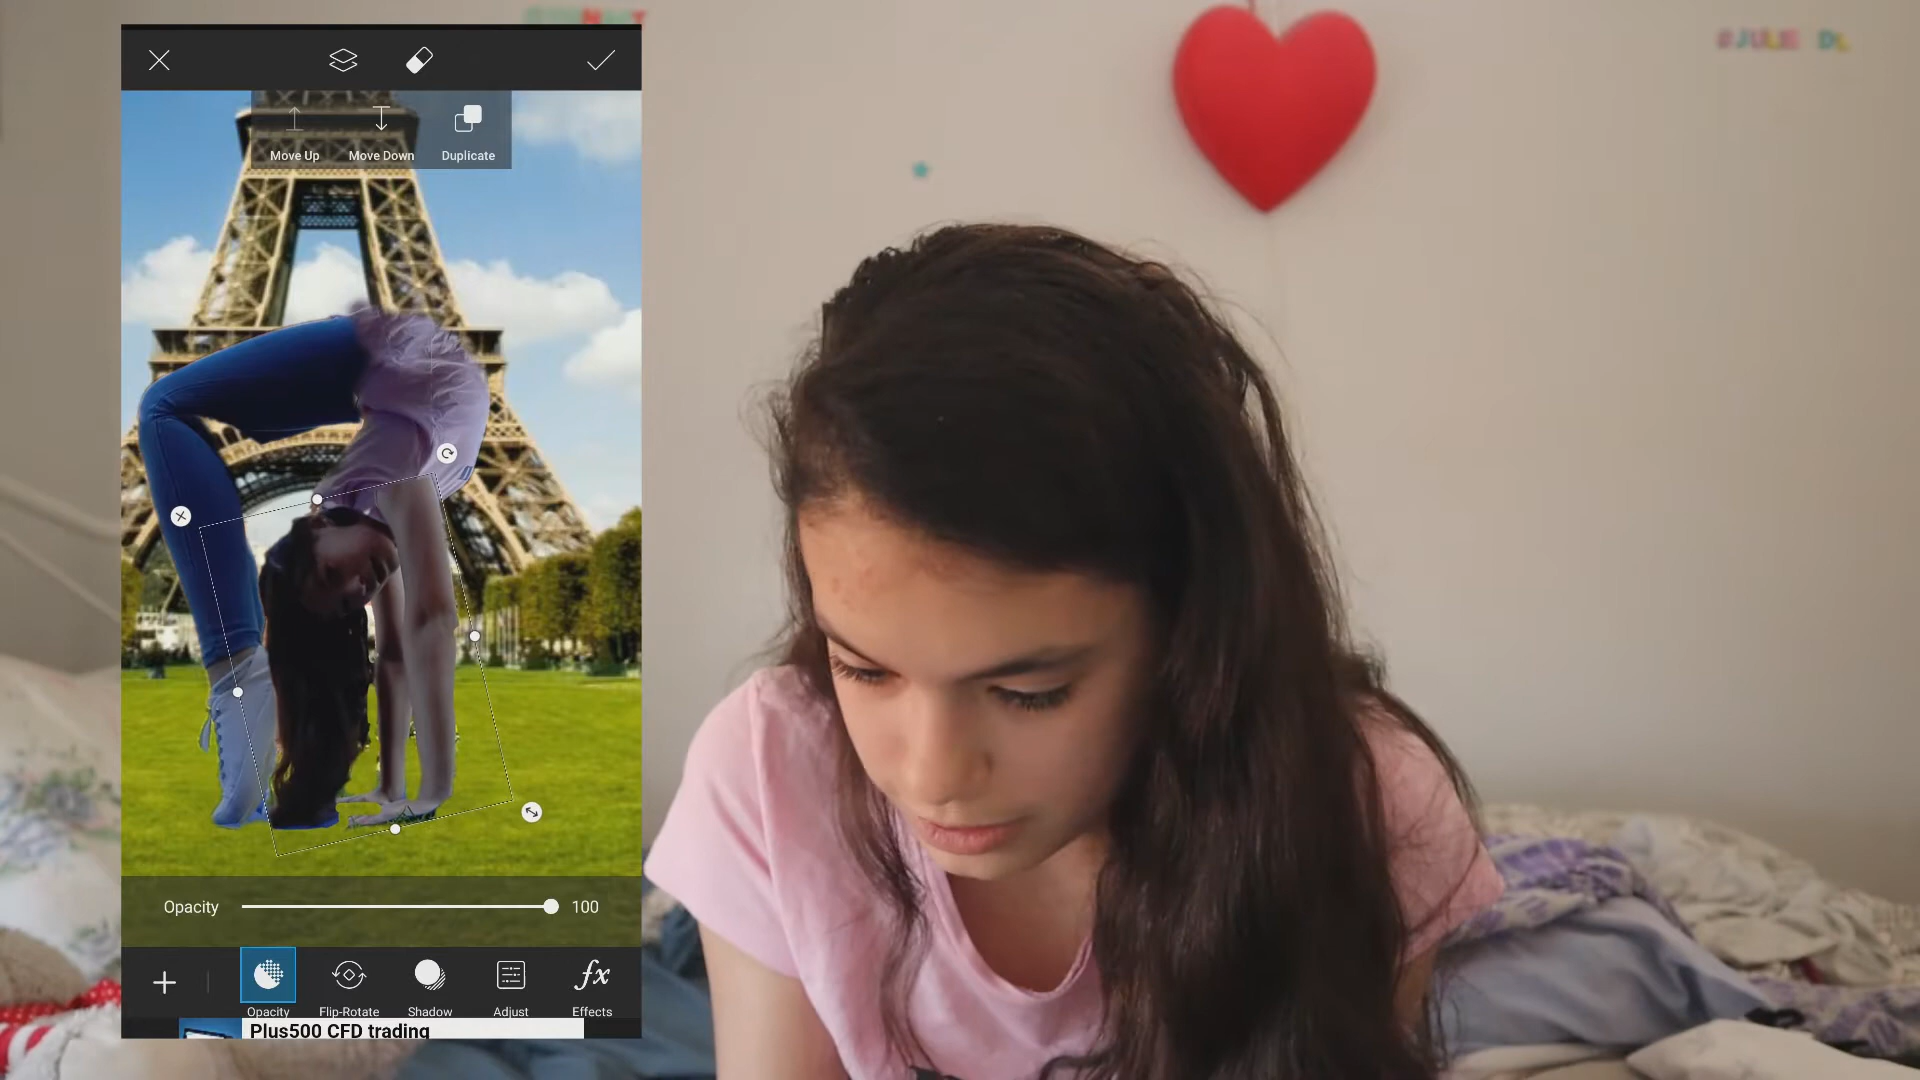 Move Up Move Down Duplicate
Opacity 100
Opacity Flip-Rotate Shadow Adjust Effects
Plus500 CFD trading